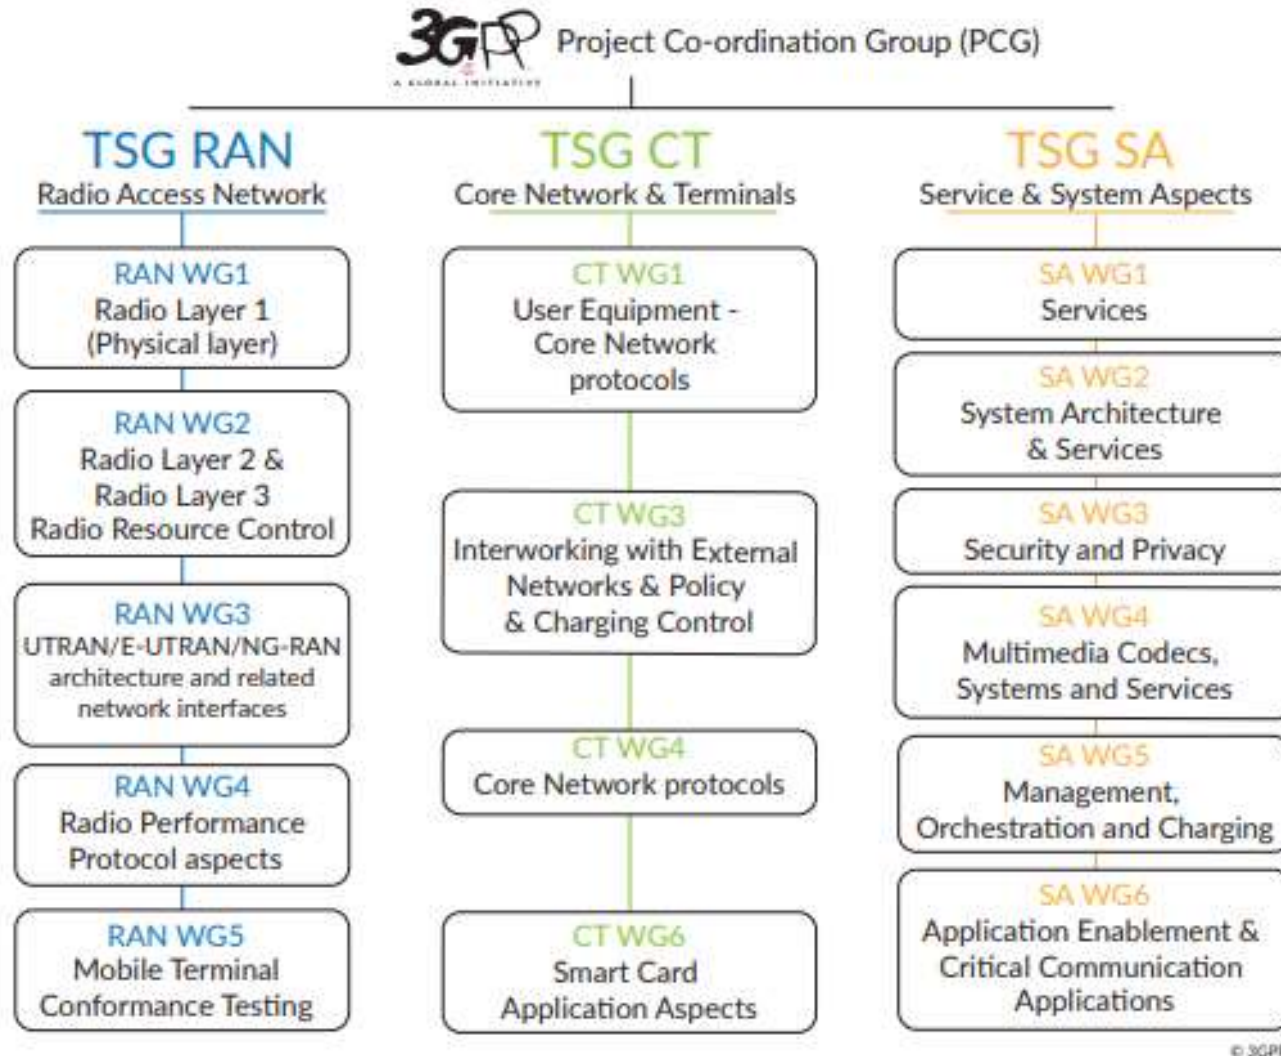 3GPP
A GLOBAL INITIATIVE
Project Co-ordination Group (PCG)
TSG RAN
Radio Access Network
RAN WG1
Radio Layer 1
(Physical layer)
RAN WG2
Radio Layer 2 &
Radio Layer 3
Radio Resource Control
RAN WG3
UTRAN/E-UTRAN/NG-RAN
architecture and related
network interfaces
RAN WG4
Radio Performance
Protocol aspects
RAN WG5
Mobile Terminal
Conformance Testing
TSG CT
Core Network & Terminals
CT WG1
User Equipment -
Core Network
protocols
CT WG3
Interworking with External
Networks & Policy
& Charging Control
CT WG4
Core Network protocols
CT WG6
Smart Card
Application Aspects
TSG SA
Service & System Aspects
SA WG1
Services
SA WG2
System Architecture
& Services
SA WG3
Security and Privacy
SA WG4
Multimedia Codecs,
Systems and Services
SA WG5
Management,
Orchestration and Charging
SA WG6
Application Enablement &
Critical Communication
Applications